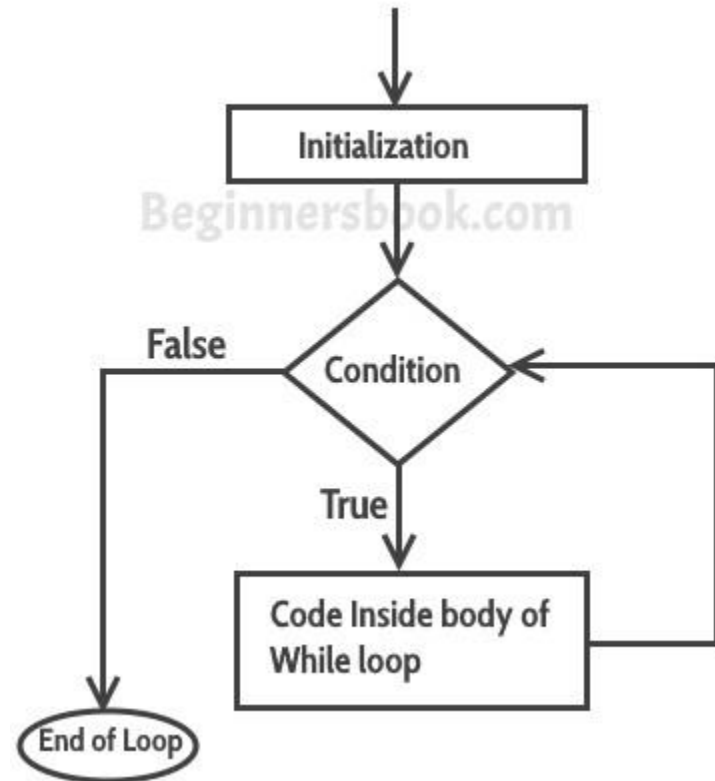 Initialization
Beginnersbook.com
False
Condition
True
Code Inside body of
While loop
End of Loop